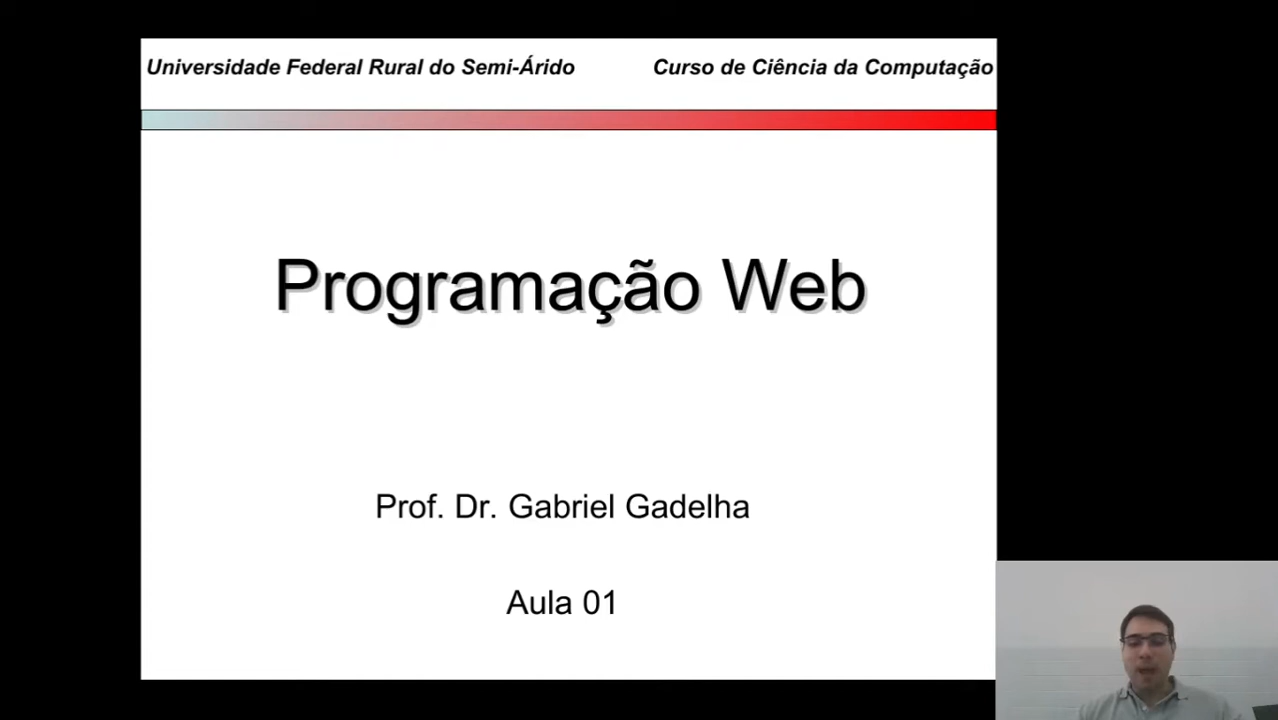 Universidade Federal Rural do Semi-Árido Curso de Ciência da Computação
Programação Web
Prof. Dr. Gabriel Gadelha
Aula 01